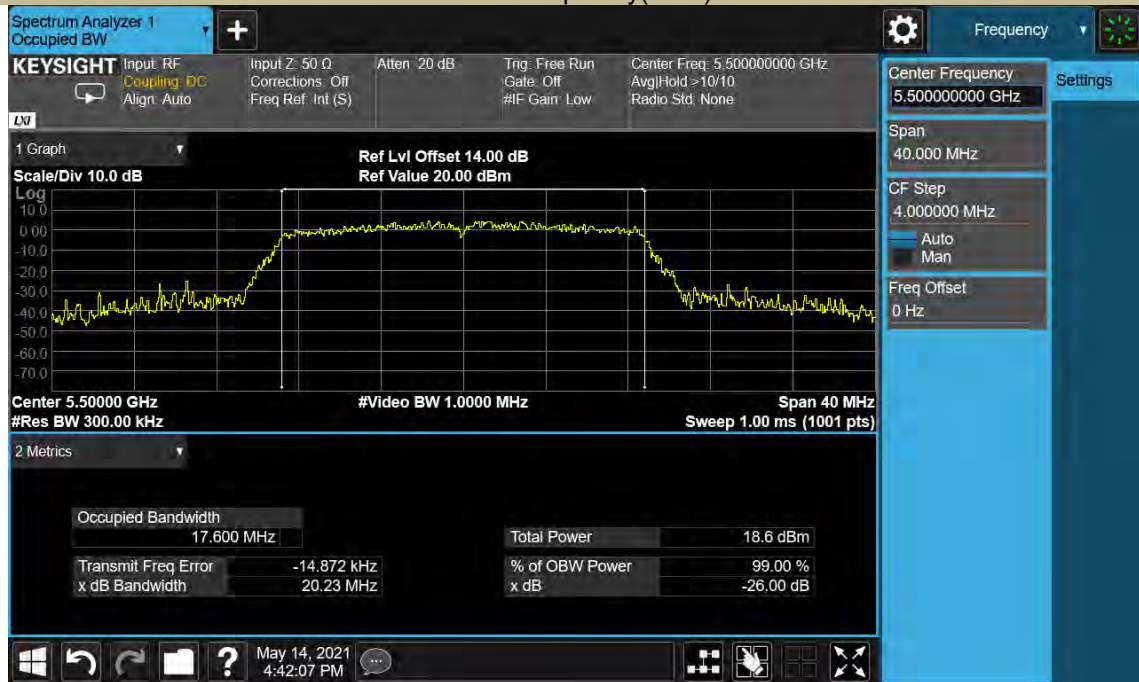 Spectrum Analyzer 1
Occupied BW
+
Frequency
KEYSIGHT
Input: RF
Coupling: DC
Align: Auto
Input Z: 50 Ω
Corrections: Off
Freq Ref: Int (S)
Atten: 20 dB
Trig: Free Run
Gate: Off
#IF Gain: Low
Center Freq: 5.500000000 GHz
Avg|Hold >10/10
Radio Std: None
LXI
Center Frequency
5.500000000 GHz
Settings
Span
40.000 MHz
CF Step
4.000000 MHz
Auto
Man
Freq Offset
0 Hz
1 Graph
Scale/Div 10.0 dB
Ref Lvl Offset 14.00 dB
Ref Value 20.00 dBm
Log
10.0
0.00
-10.0
-20.0
-30.0
-40.0
-50.0
-60.0
-70.0
Center 5.50000 GHz
#Video BW 1.0000 MHz
Span 40 MHz
#Res BW 300.00 kHz
Sweep 1.00 ms (1001 pts)
2 Metrics
Occupied Bandwidth
17.600 MHz
Total Power 18.6 dBm
Transmit Freq Error -14.872 kHz
% of OBW Power 99.00 %
x dB Bandwidth 20.23 MHz
x dB -26.00 dB
?
May 14, 2021
4:42:07 PM